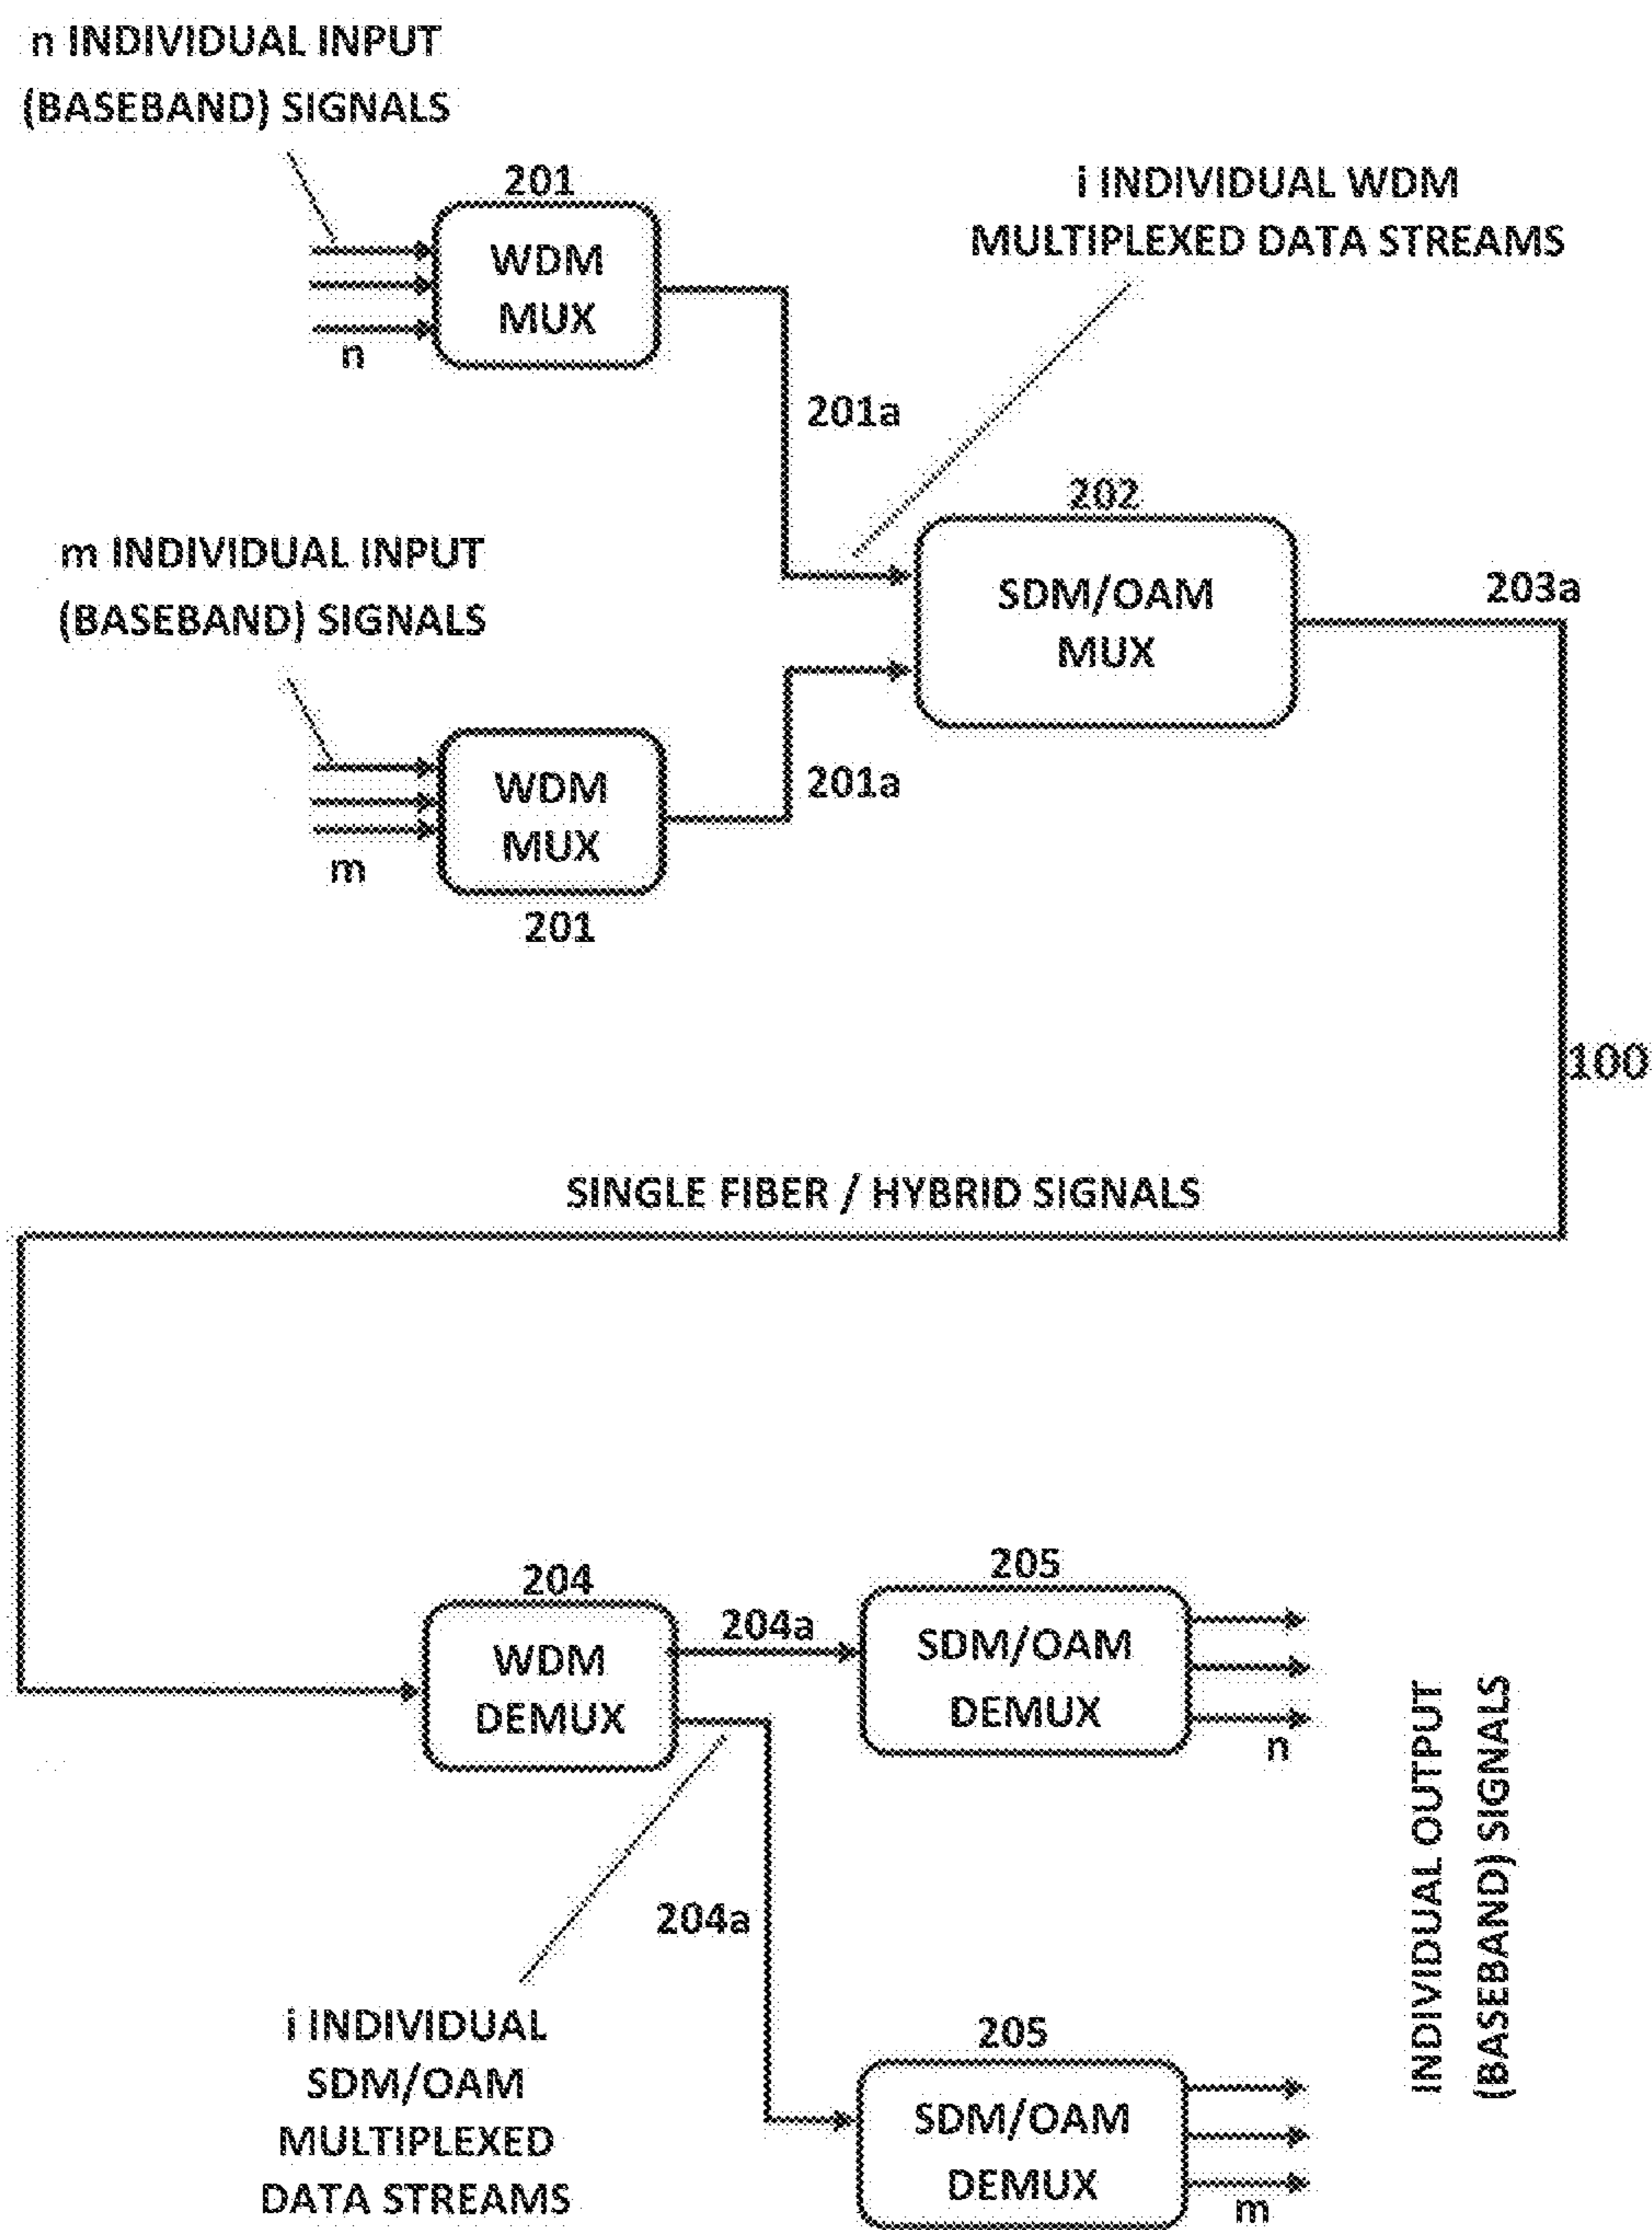 n INDIVIDUAL INPUT
(BASEBAND) SIGNALS
201
WDM
MUX
n
i INDIVIDUAL WDM
MULTIPLEXED DATA STREAMS
201a
m INDIVIDUAL INPUT
(BASEBAND) SIGNALS
202
SDM/OAM
MUX
203a
WDM
MUX
m
201
201a
100
SINGLE FIBER / HYBRID SIGNALS
204
WDM
DEMUX
204a
205
SDM/OAM
DEMUX
n
204a
i INDIVIDUAL
SDM/OAM
MULTIPLEXED
DATA STREAMS
205
SDM/OAM
DEMUX
m
INDIVIDUAL OUTPUT
(BASEBAND) SIGNALS